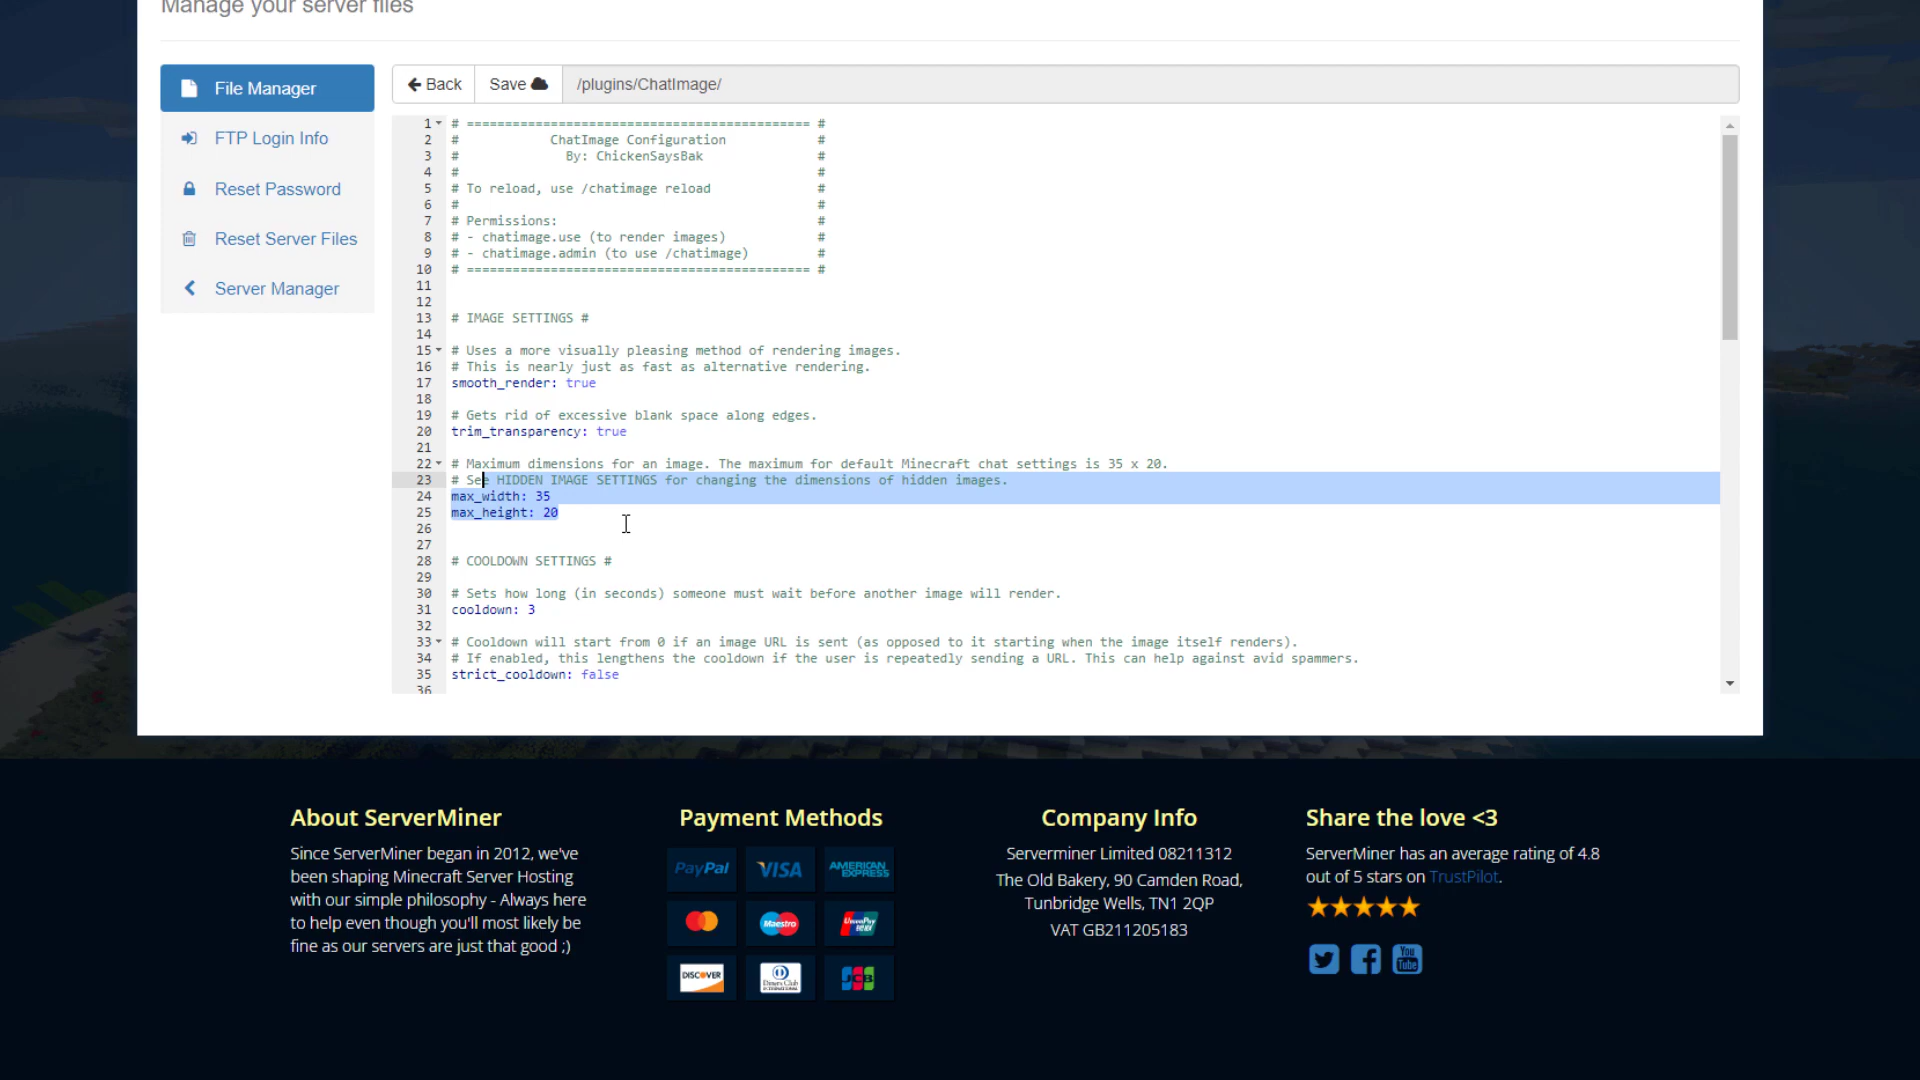 Manage your server files
File Manager
FTP Login Info
Reset Password
Reset Server Files
Server Manager
Back
Save
/plugins/ChatImage/
1 # ============================================= #
2 # ChatImage Configuration #
3 # By: ChickenSaysBak #
4 # #
5 # To reload, use /chatimage reload #
6 # #
7 # Permissions: #
8 # - chatimage.use (to render images) #
9 # - chatimage.admin (to use /chatimage) #
10 # ============================================= #
11
12
13 # IMAGE SETTINGS #
14
15 # Uses a more visually pleasing method of rendering images.
16 # This is nearly just as fast as alternative rendering.
17 smooth_render: true
18
19 # Gets rid of excessive blank space along edges.
20 trim_transparency: true
21
22 # Maximum dimensions for an image. The maximum for default Minecraft chat settings is 35 x 20.
23 # See HIDDEN IMAGE SETTINGS for changing the dimensions of hidden images.
24 max_width: 35
25 max_height: 20
26
27
28 # COOLDOWN SETTINGS #
29
30 # Sets how long (in seconds) someone must wait before another image will render.
31 cooldown: 3
32
33 # Cooldown will start from 0 if an image URL is sent (as opposed to it starting when the image itself renders).
34 # If enabled, this lengthens the cooldown if the user is repeatedly sending a URL. This can help against avid spammers.
35 strict_cooldown: false
36
About ServerMiner
Since ServerMiner began in 2012, we've
been shaping Minecraft Server Hosting
with our simple philosophy - Always here
to help even though you'll most likely be
fine as our servers are just that good ;)
Payment Methods
PayPal
VISA
AMERICAN EXPRESS
Maestro
UnionPay
DISCOVER
Diners Club
INTERNATIONAL
JCB
Company Info
Serverminer Limited 08211312
The Old Bakery, 90 Camden Road,
Tunbridge Wells, TN1 2QP
VAT GB211205183
Share the love <3
ServerMiner has an average rating of 4.8
out of 5 stars on TrustPilot.
You
Tube